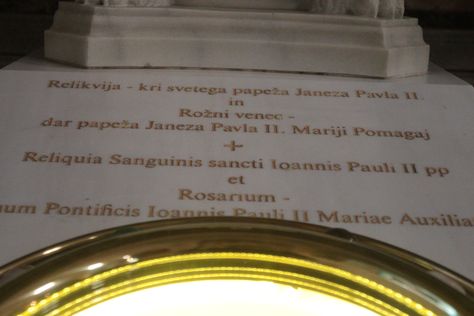 Relikvija - kri svetega papeža Janeza Pavla II.
in
Rožni venec -
dar papeža Janeza Pavla II. Mariji Pomagaj
+
Reliquia Sanguinis sancti Ioannis Pauli II pp
et
Rosarium -
Pontificis Ioannis Pauli II Mariae